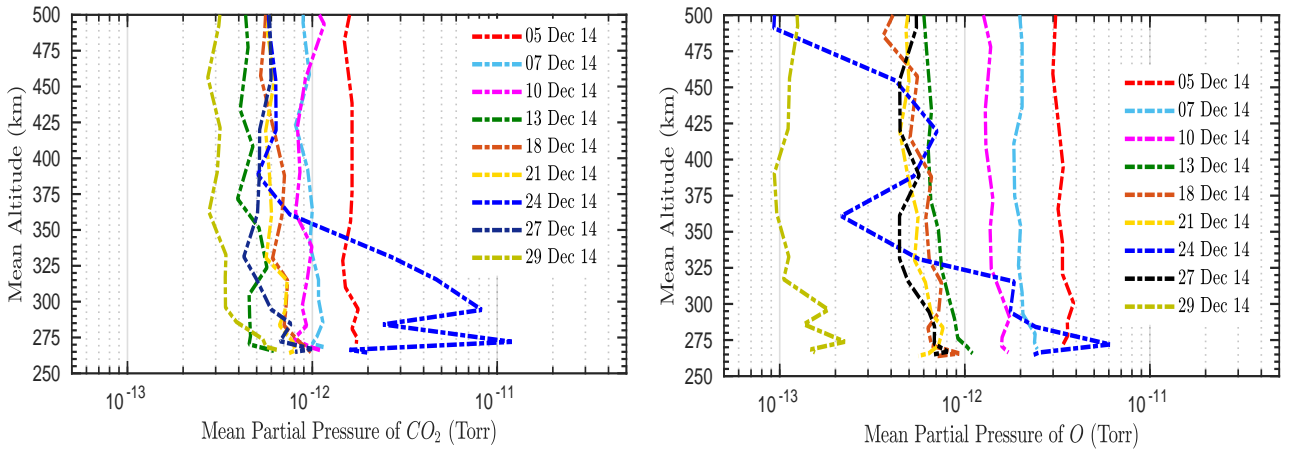 500
475
450
425
400
375
350
325
300
275
250
Mean Altitude (km)
05 Dec 14
07 Dec 14
10 Dec 14
13 Dec 14
18 Dec 14
21 Dec 14
24 Dec 14
27 Dec 14
29 Dec 14
10-13
10-12
10-11
Mean Partial Pressure of CO2 (Torr)
500
475
450
425
400
375
350
325
300
275
250
Mean Altitude (km)
05 Dec 14
07 Dec 14
10 Dec 14
13 Dec 14
18 Dec 14
21 Dec 14
24 Dec 14
27 Dec 14
29 Dec 14
10-13
10-12
10-11
Mean Partial Pressure of O (Torr)